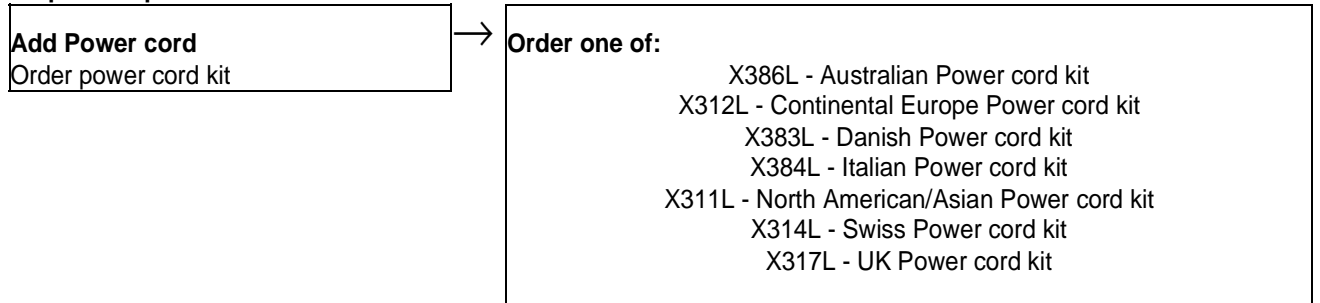 Add Power cord
Order power cord kit
→
Order one of:
X386L - Australian Power cord kit
X312L - Continental Europe Power cord kit
X383L - Danish Power cord kit
X384L - Italian Power cord kit
X311L - North American/Asian Power cord kit
X314L - Swiss Power cord kit
X317L - UK Power cord kit